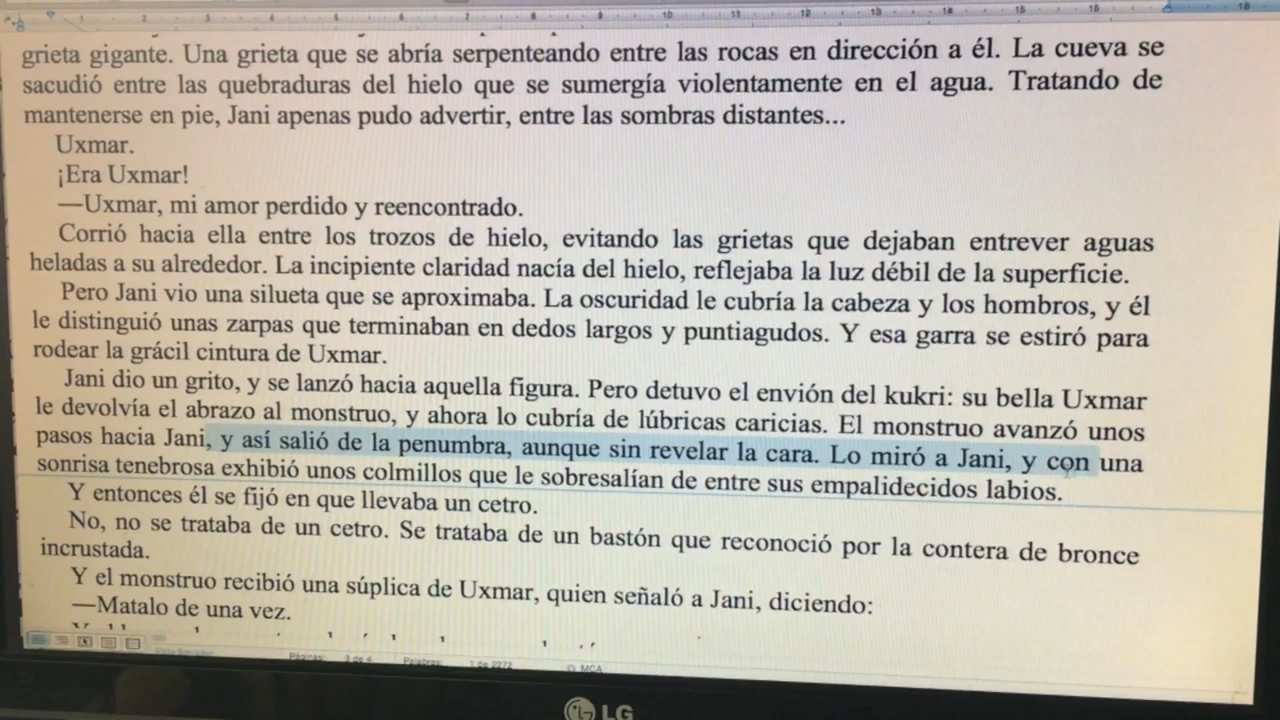 grieta gigante. Una grieta que se abría serpenteando entre las rocas en dirección a él. La cueva se
sacudió entre las quebraduras del hielo que se sumergía violentamente en el agua. Tratando de
mantenerse en pie, Jani apenas pudo advertir, entre las sombras distantes...
Uxmar.
¡Era Uxmar!
—Uxmar, mi amor perdido y reencontrado.
Corrió hacia ella entre los trozos de hielo, evitando las grietas que dejaban entrever aguas
heladas a su alrededor. La incipiente claridad nacía del hielo, reflejaba la luz débil de la superficie.
Pero Jani vio una silueta que se aproximaba. La oscuridad le cubría la cabeza y los hombros, y él
le distinguió unas zarpas que terminaban en dedos largos y puntiagudos. Y esa garra se estiró para
rodear la grácil cintura de Uxmar.
Jani dio un grito, y se lanzó hacia aquella figura. Pero detuvo el envión del kukri: su bella Uxmar
le devolvía el abrazo al monstruo, y ahora lo cubría de lúbricas caricias. El monstruo avanzó unos
pasos hacia Jani, y así salió de la penumbra, aunque sin revelar la cara. Lo miró a Jani, y con una
sonrisa tenebrosa exhibió unos colmillos que le sobresalían de entre sus empalidecidos labios.
Y entonces él se fijó en que llevaba un cetro.
No, no se trataba de un cetro. Se trataba de un bastón que reconoció por la contera de bronce
incrustada.
Y el monstruo recibió una súplica de Uxmar, quien señaló a Jani, diciendo:
—Matalo de una vez.
Páginas: 3 de 4 Palabras: 1 de 2272 MCA
LG